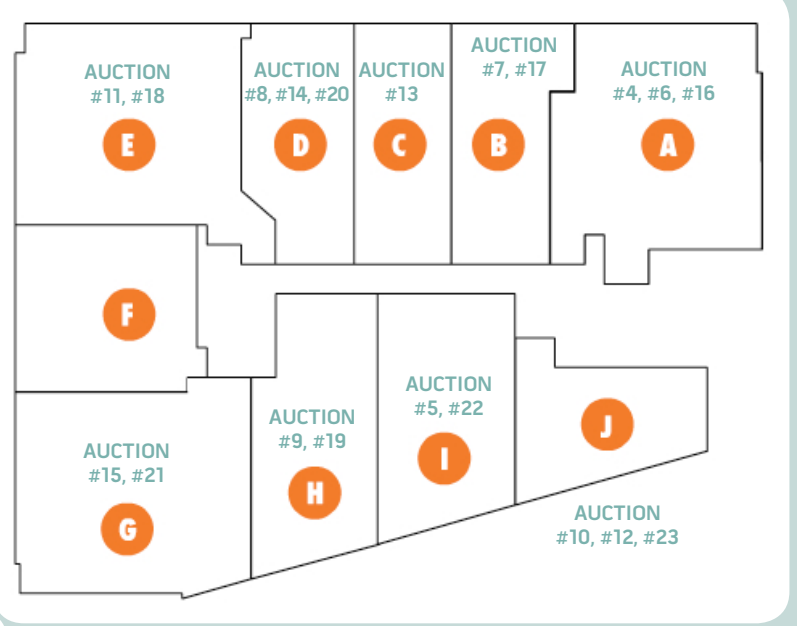 AUCTION
#11, #18
E
AUCTION
#8, #14, #20
D
AUCTION
#13
C
AUCTION
#7, #17
B
AUCTION
#4, #6, #16
A
F
AUCTION
#15, #21
G
AUCTION
#9, #19
H
AUCTION
#5, #22
I
J
AUCTION
#10, #12, #23